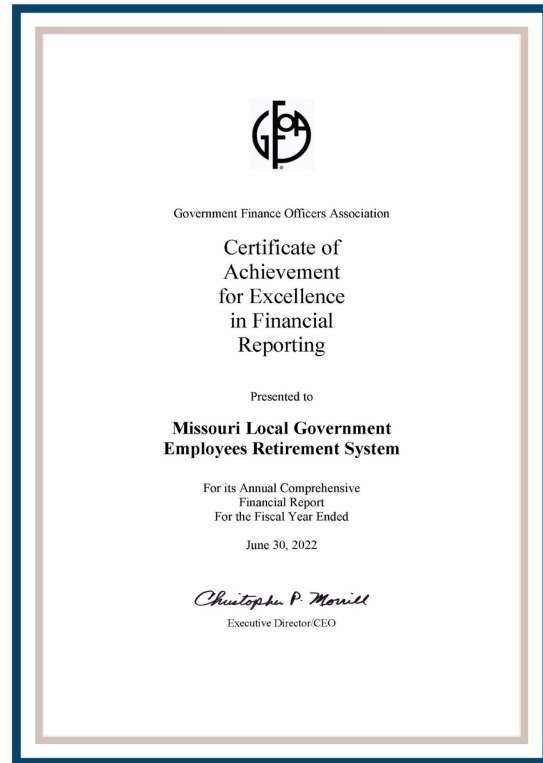 GFOA
Government Finance Officers Association
Certificate of
Achievement
for Excellence
in Financial
Reporting
Presented to
Missouri Local Government
Employees Retirement System
For its Annual Comprehensive
Financial Report
For the Fiscal Year Ended
June 30, 2022
Christopher P. Morrill
Executive Director/CEO